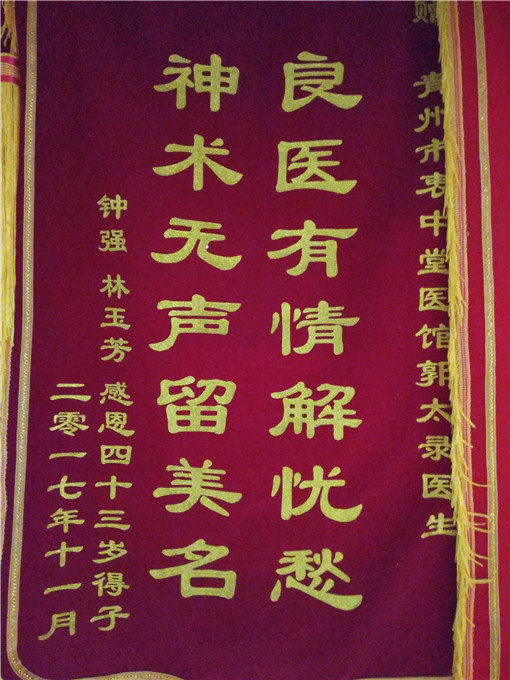 赠 青州市衷中堂医馆郭太录医生
良医有情解忧愁
神术无声留美名
钟强 林玉芳 感恩四十三岁得子
二零一七年十一月